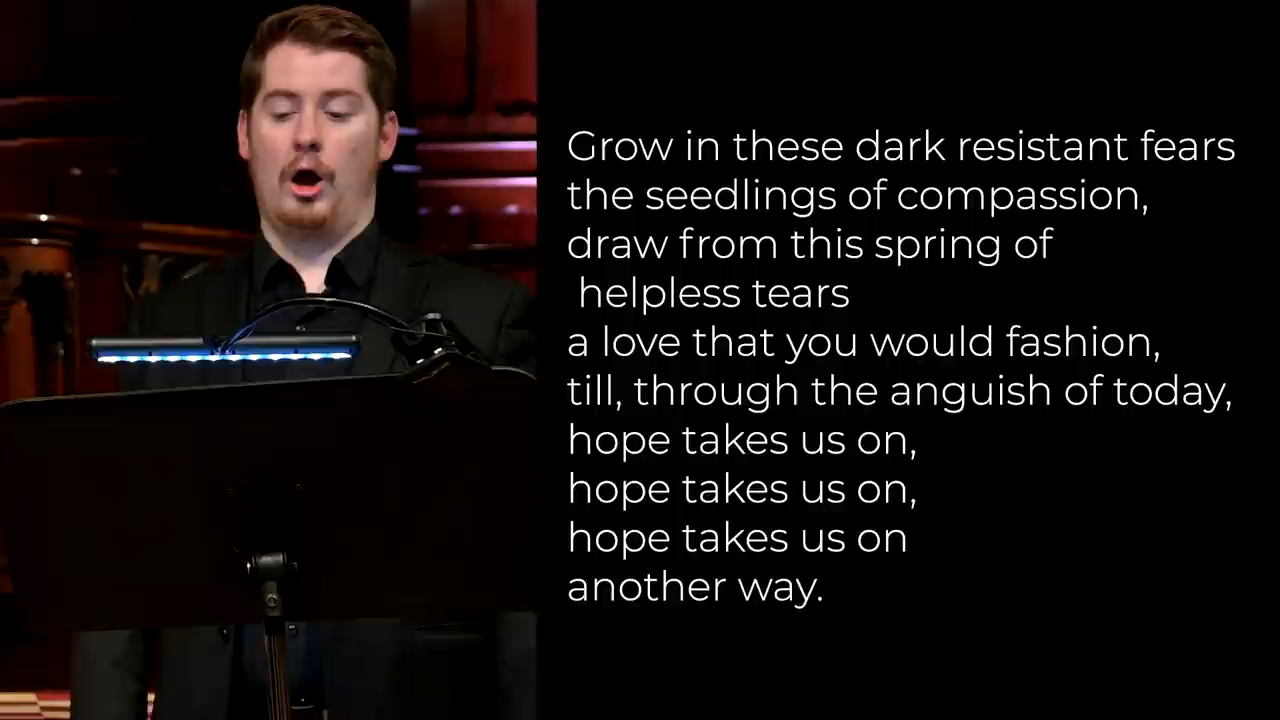 Grow in these dark resistant fears
the seedlings of compassion,
draw from this spring of
helpless tears
a love that you would fashion,
till, through the anguish of today,
hope takes us on,
hope takes us on,
hope takes us on
another way.